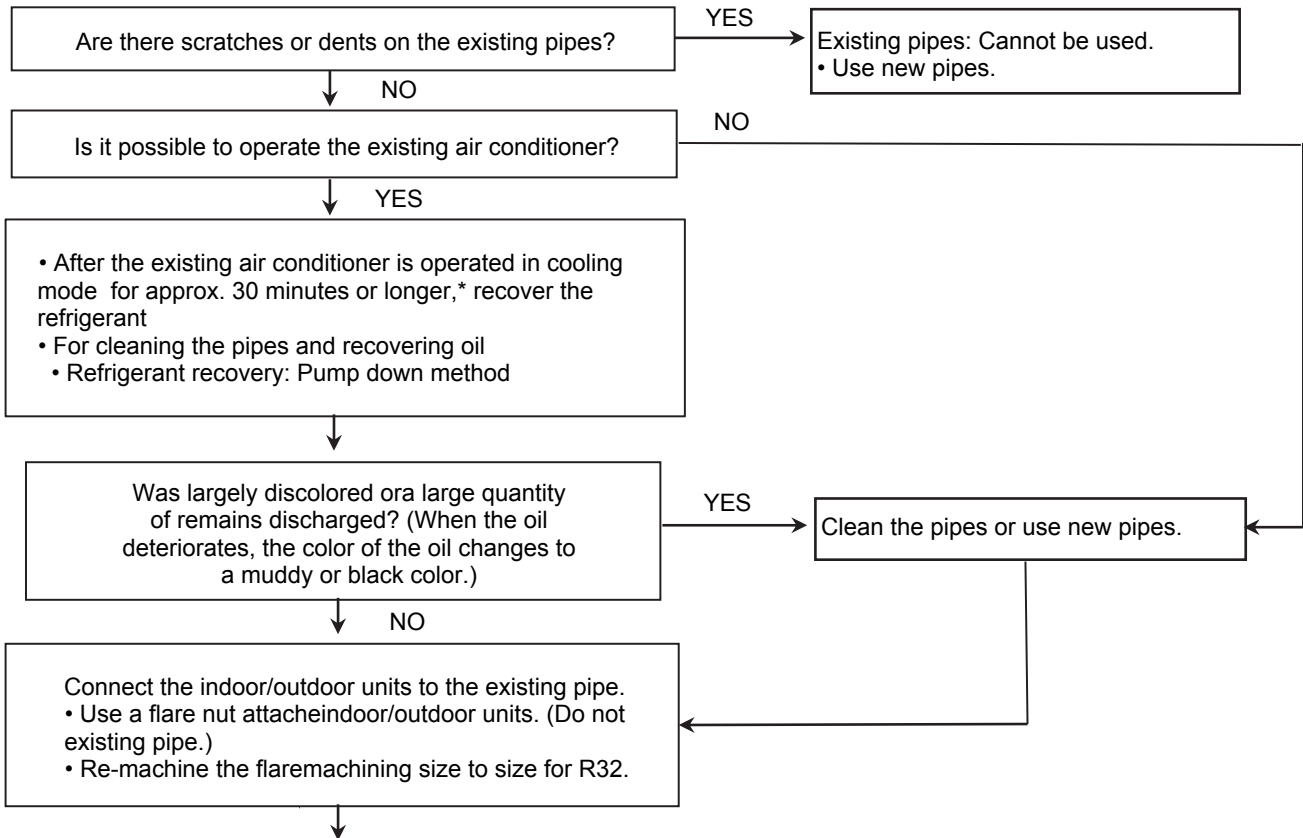 Are there scratches or dents on the existing pipes?
YES
Existing pipes: Cannot be used.
• Use new pipes.
NO
Is it possible to operate the existing air conditioner?
NO
YES
• After the existing air conditioner is operated in cooling
mode for approx. 30 minutes or longer,* recover the
refrigerant
• For cleaning the pipes and recovering oil
• Refrigerant recovery: Pump down method
Was largely discolored ora large quantity
of remains discharged? (When the oil
deteriorates, the color of the oil changes to
a muddy or black color.)
YES
Clean the pipes or use new pipes.
NO
Connect the indoor/outdoor units to the existing pipe.
• Use a flare nut attacheindoor/outdoor units. (Do not
existing pipe.)
• Re-machine the flaremachining size to size for R32.